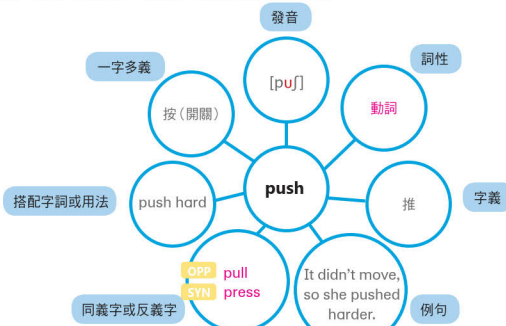 發音
[pʊʃ]
詞性
動詞
字義
推
例句
It didn't move,
so she pushed
harder.
同義字或反義字
OPP pull
SYN press
搭配字詞或用法
push hard
一字多義
按（開關）
push